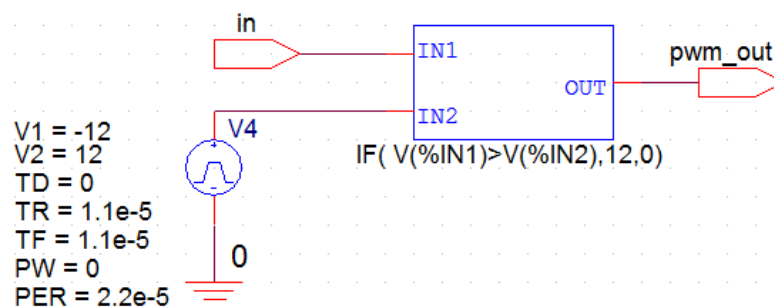 in
pwm_out
IN1
OUT
IN2
V4
IF( V(%IN1)>V(%IN2),12,0)
V1 = -12
V2 = 12
TD = 0
TR = 1.1e-5
TF = 1.1e-5
PW = 0
PER = 2.2e-5
0